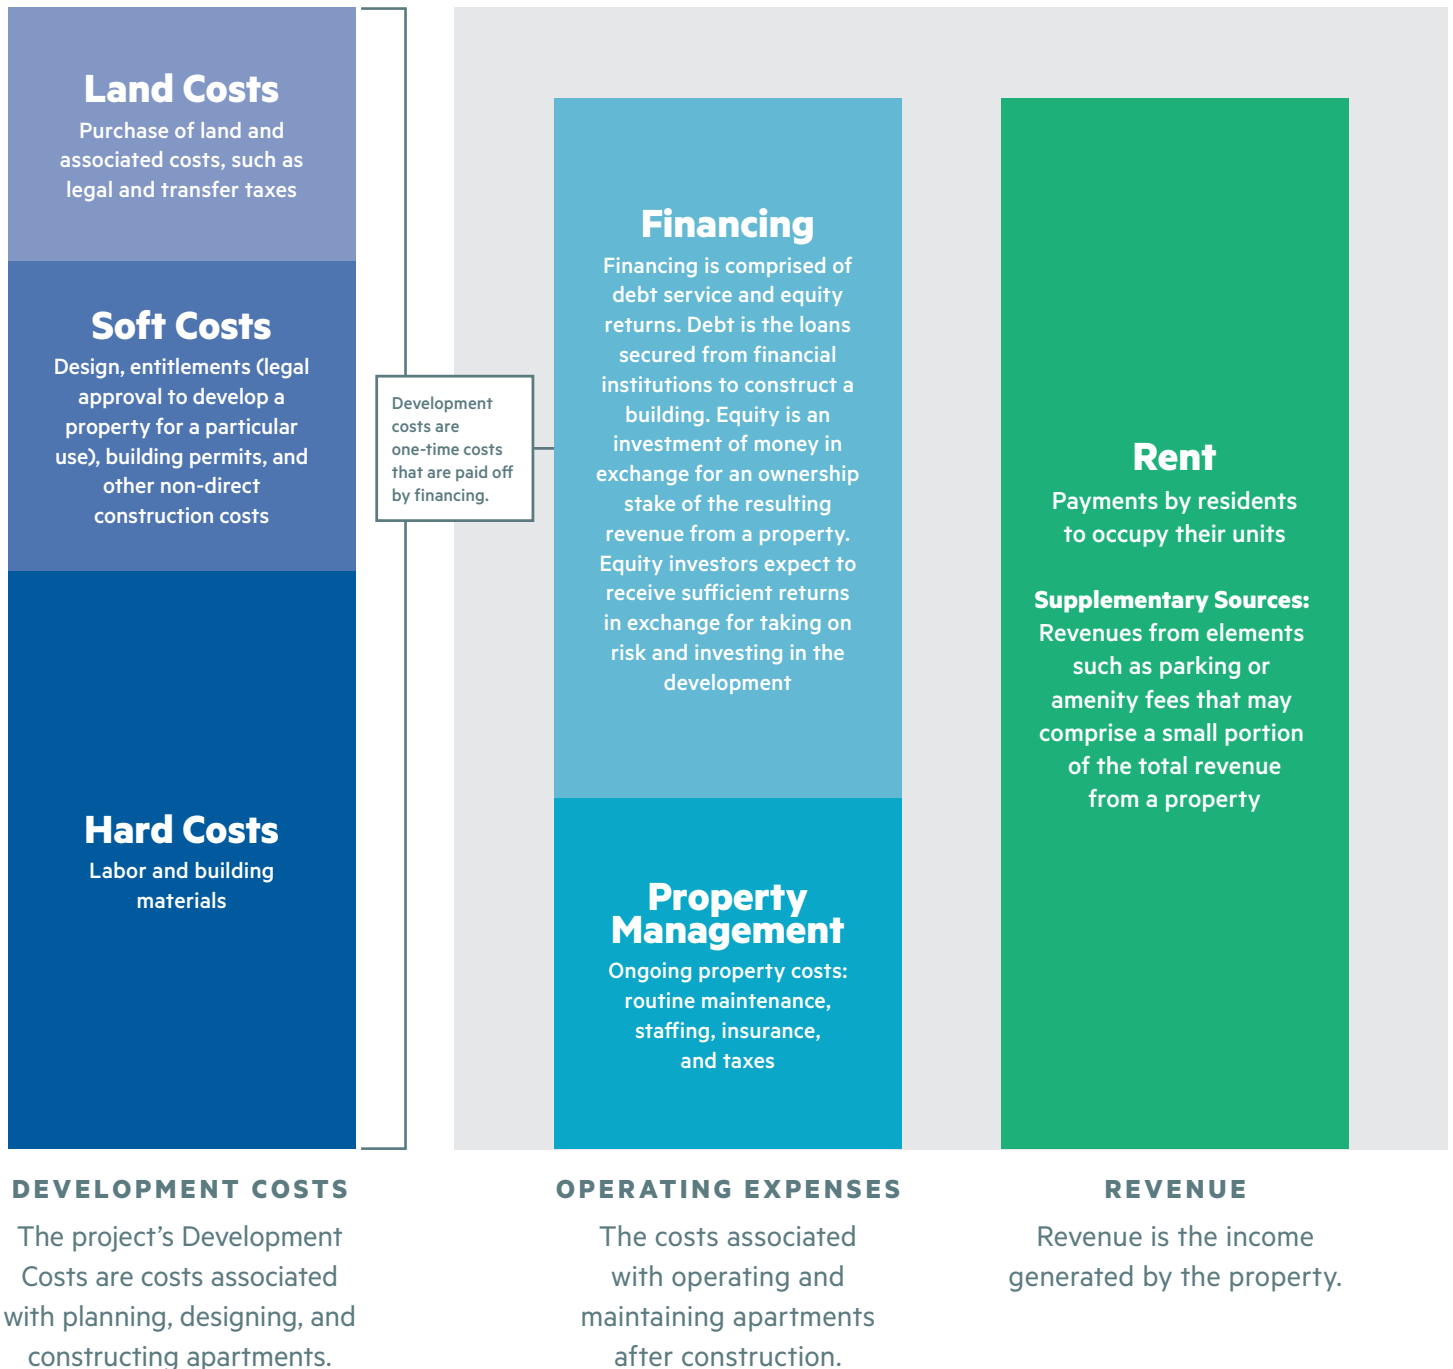 Land Costs
Purchase of land and
associated costs, such as
legal and transfer taxes
Soft Costs
Design, entitlements (legal
approval to develop a
property for a particular
use), building permits, and
other non-direct
construction costs
Hard Costs
Labor and building
materials
Development
costs are
one-time costs
that are paid off
by financing.
Financing
Financing is comprised of
debt service and equity
returns. Debt is the loans
secured from financial
institutions to construct a
building. Equity is an
investment of money in
exchange for an ownership
stake of the resulting
revenue from a property.
Equity investors expect to
receive sufficient returns
in exchange for taking on
risk and investing in the
development
Property
Management
Ongoing property costs:
routine maintenance,
staffing, insurance,
and taxes
Rent
Payments by residents
to occupy their units
Supplementary Sources:
Revenues from elements
such as parking or
amenity fees that may
comprise a small portion
of the total revenue
from a property
DEVELOPMENT COSTS
The project’s Development
Costs are costs associated
with planning, designing, and
constructing apartments.
OPERATING EXPENSES
The costs associated
with operating and
maintaining apartments
after construction.
REVENUE
Revenue is the income
generated by the property.